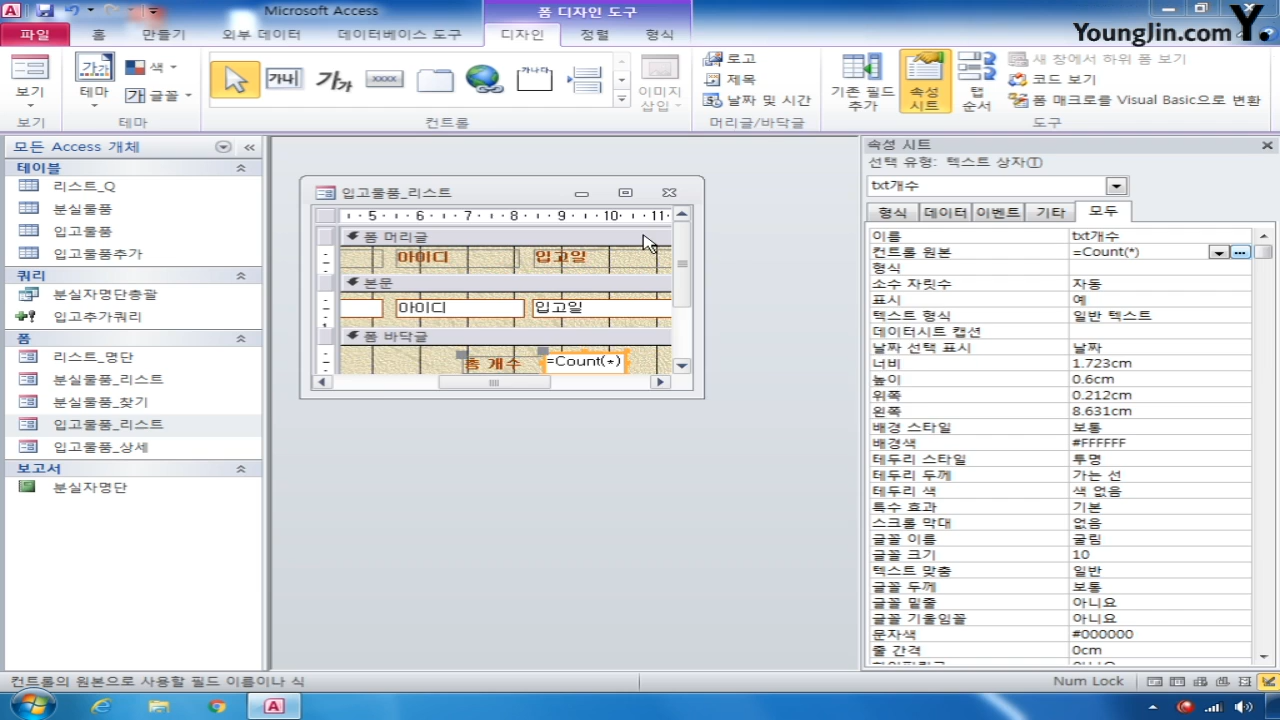 Microsoft Access
폼 디자인 도구
YoungJin.com Y.
파일 홈 만들기 외부 데이터 데이터베이스 도구 디자인 정렬 형식
보기
테마
가가
색
가 글꼴
가나
가가
xxxx
가나다
이미지 삽입
로고
제목
날짜 및 시간
기존 필드 추가
속성 시트
탭 순서
새 창에서 하위 폼 보기
코드 보기
폼 매크로를 Visual Basic으로 변환
보기
테마
컨트롤
머리글/바닥글
도구
모든 Access 개체
테이블
리스트_Q
분실물품
입고물품
입고물품추가
쿼리
분실자명단총괄
입고추가쿼리
폼
리스트_명단
분실물품_리스트
분실물품_찾기
입고물품_리스트
입고물품_상세
보고서
분실자명단
입고물품_리스트
5 6 7 8 9 10 11
폼 머리글
아이디 입고일
본문
아이디 입고일
폼 바닥글
총 개수 =Count(*)
속성 시트
선택 유형: 텍스트 상자(T)
txt개수
형식 데이터 이벤트 기타 모두
이름 txt개수
컨트롤 원본 =Count(*)
형식
소수 자릿수 자동
표시 예
텍스트 형식 일반 텍스트
데이터시트 캡션
날짜 선택 표시 날짜
너비 1.723cm
높이 0.6cm
위쪽 0.212cm
왼쪽 8.631cm
배경 스타일 보통
배경색 #FFFFFF
테두리 스타일 투명
테두리 두께 가는 선
테두리 색 색 없음
특수 효과 기본
스크롤 막대 없음
글꼴 이름 굴림
글꼴 크기 10
텍스트 맞춤 일반
글꼴 두께 보통
글꼴 밑줄 아니요
글꼴 기울임꼴 아니요
문자색 #000000
줄 간격 0cm
컨트롤의 원본으로 사용할 필드 이름이나 식
Num Lock